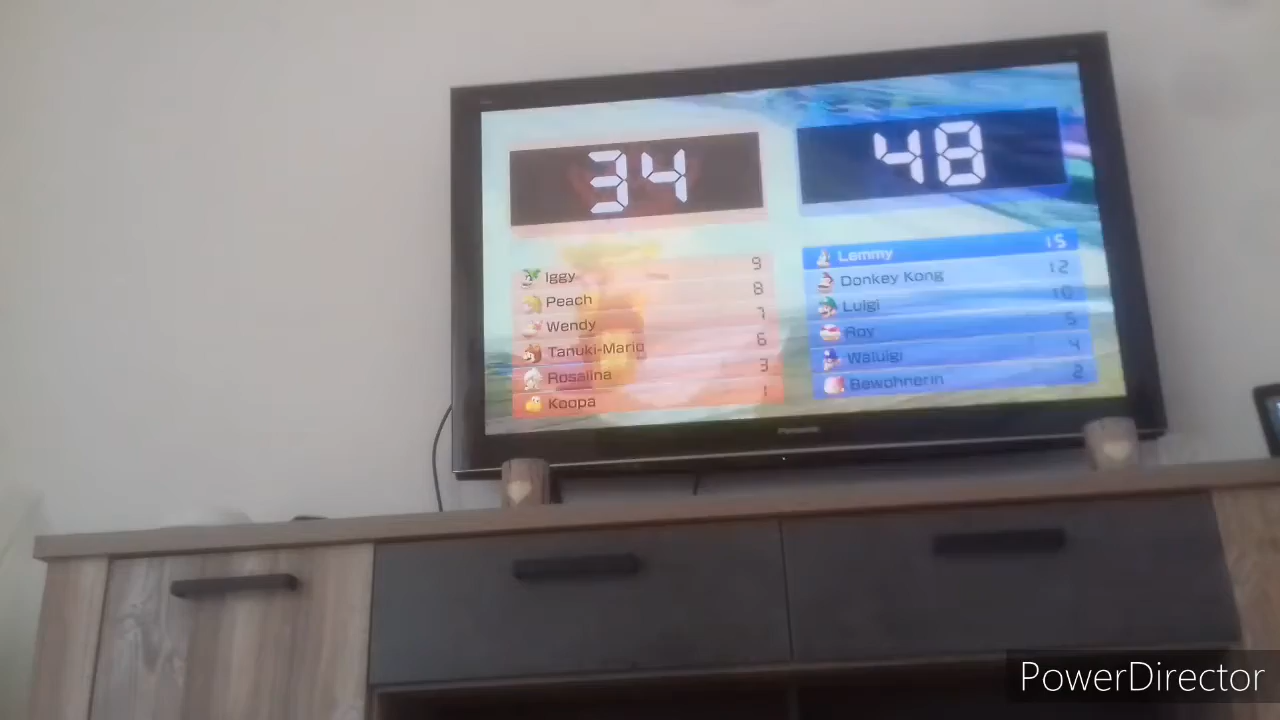 34
Iggy 9
Peach 8
Wendy 7
Tanuki-Mario 6
Rosalina 3
Koopa 1
48
Lemmy 15
Donkey Kong 12
Luigi 10
Roy 5
Waluigi 4
Bewohnerin 2
Panasonic
PowerDirector